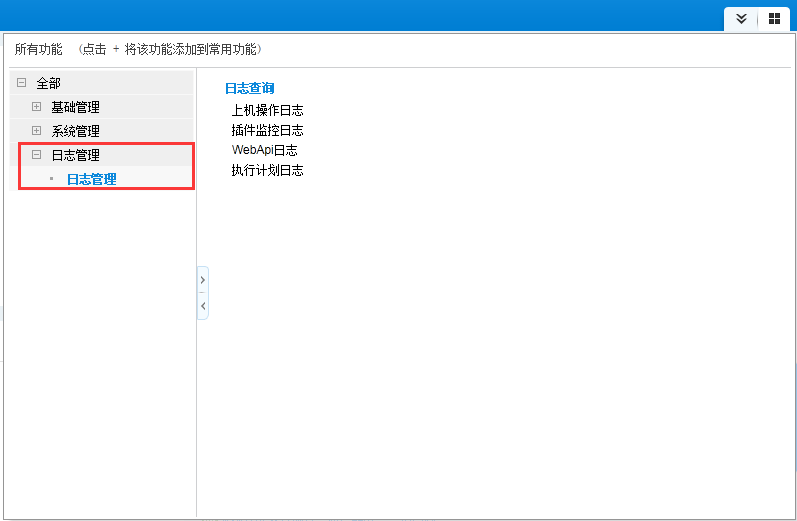 所有功能 (点击 + 将该功能添加到常用功能)
全部
基础管理
系统管理
日志管理
日志管理
日志查询
上机操作日志
插件监控日志
WebApi日志
执行计划日志